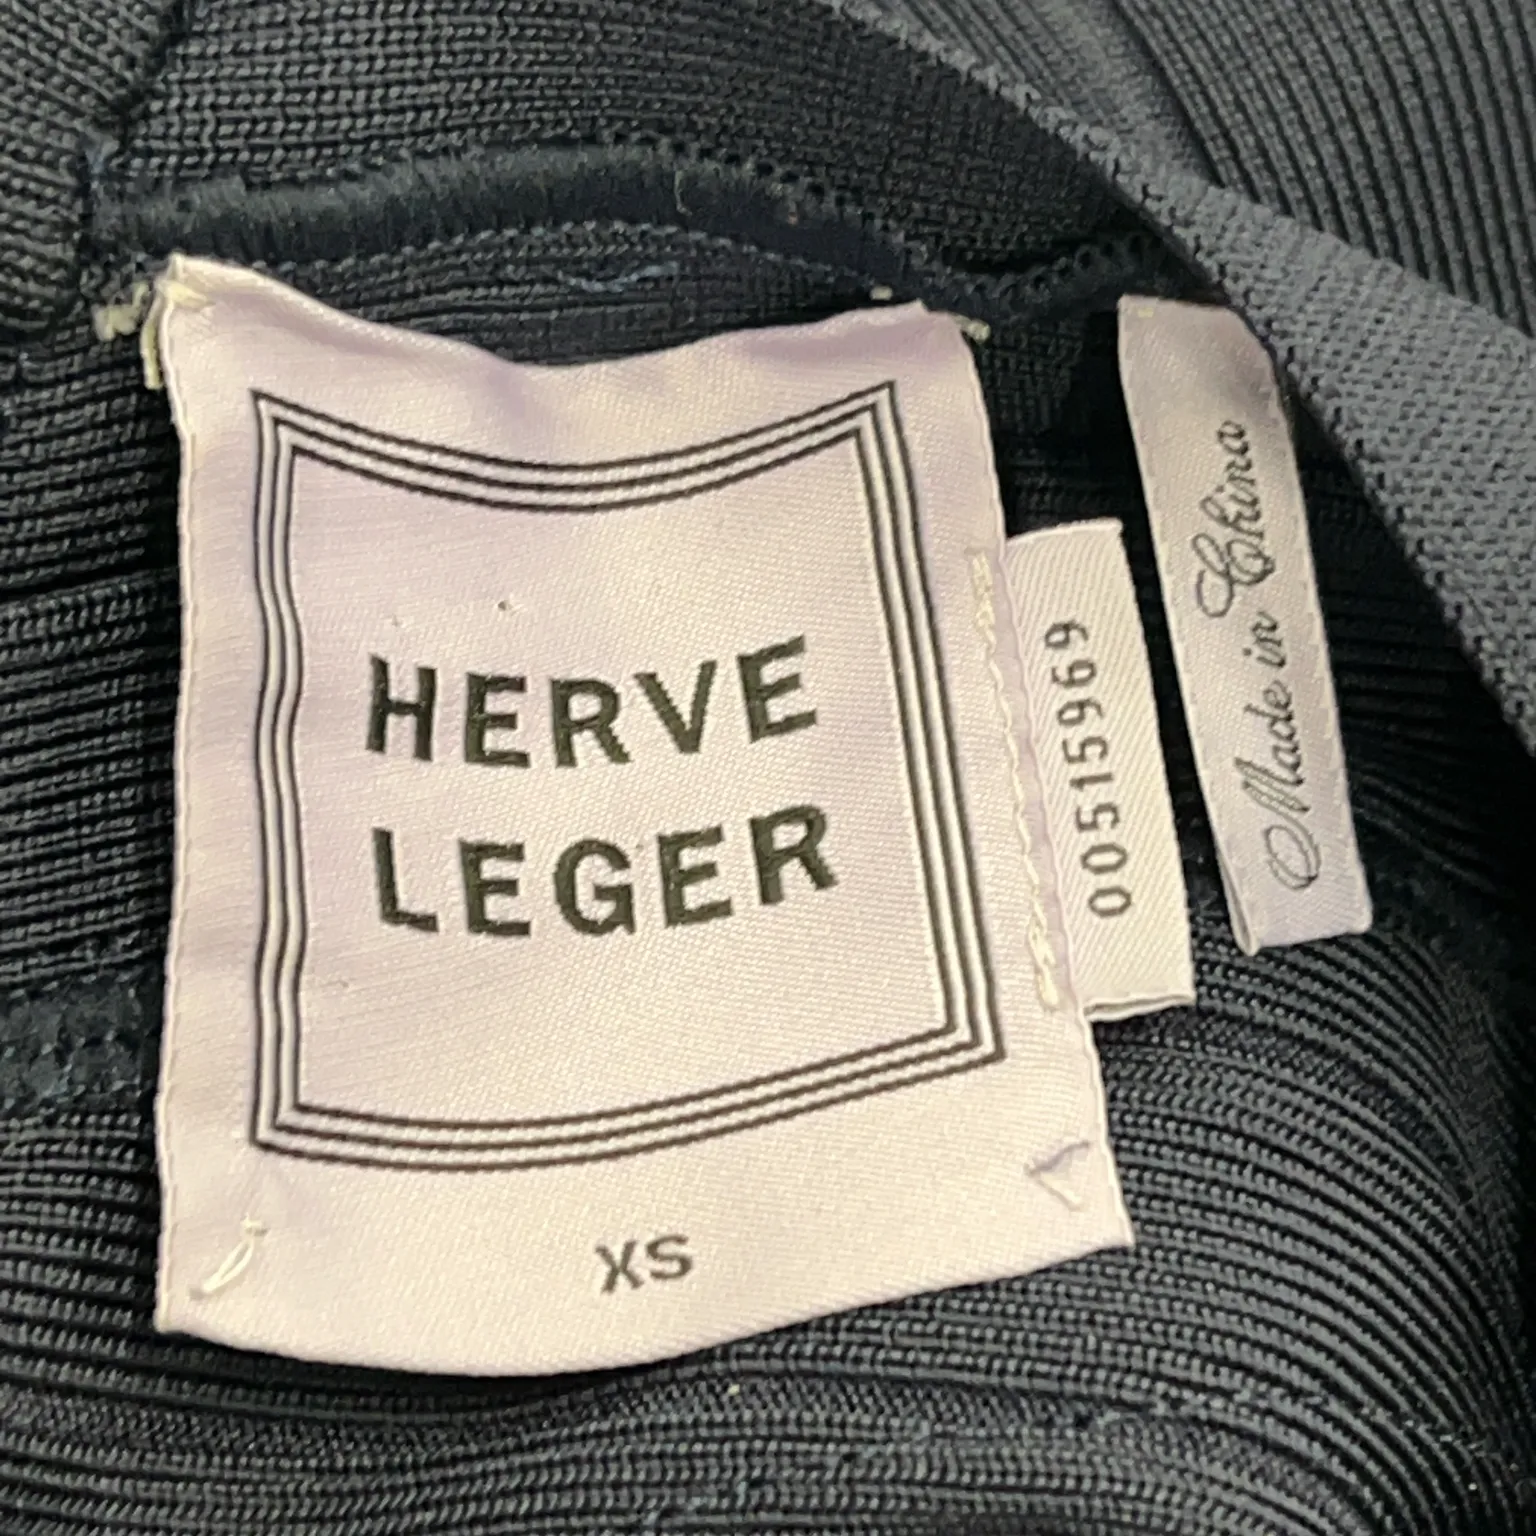 HERVE
LEGER
XS
00515969
Made in China